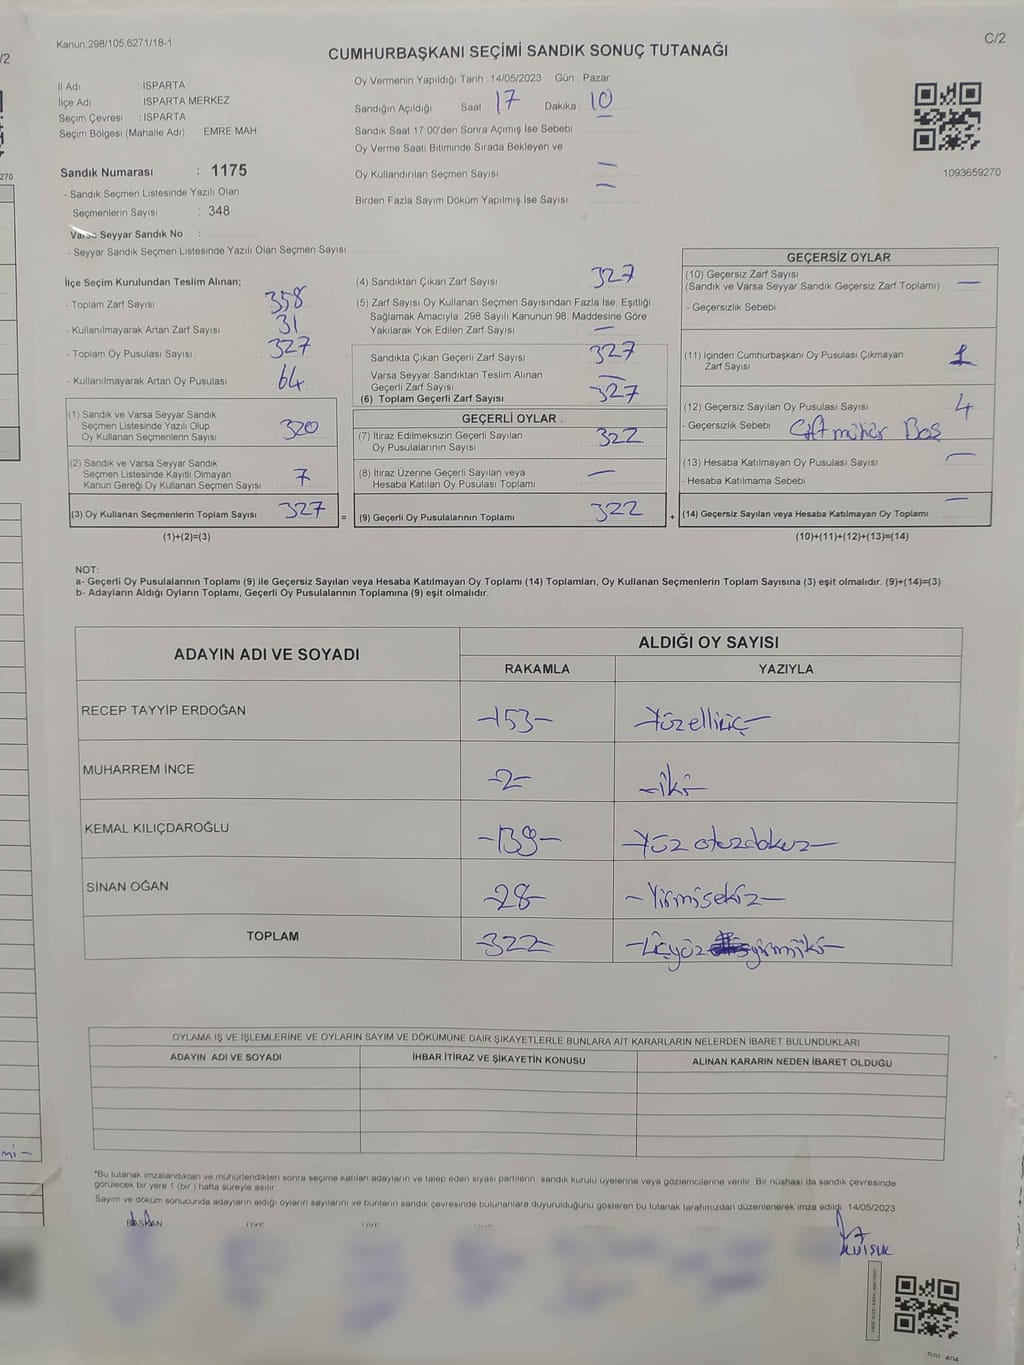 Kanun:298/105,6271/18-1
C/2
CUMHURBAŞKANI SEÇİMİ SANDIK SONUÇ TUTANAĞI
İl Adı : ISPARTA
İlçe Adı ISPARTA MERKEZ
Seçim Çevresi : ISPARTA
Seçim Bölgesi (Mahalle Adı) EMRE MAH.
Oy Vermenin Yapıldığı Tarih :14/05/2023 Gün : Pazar
Sandığın Açıldığı Saat : 17 Dakika : 10
Sandık Saat 17:00'den Sonra Açımış İse Sebebi :
Oy Verme Saati Bitiminde Sırada Bekleyen ve
Oy Kullandırılan Seçmen Sayısı : —
Birden Fazla Sayım Döküm Yapılmış İse Sayısı : —
1093659270
Sandık Numarası : 1175
- Sandık Seçmen Listesinde Yazılı Olan
Seçmenlerin Sayısı : 348
Varsa Seyyar Sandık No :
- Seyyar Sandık Seçmen Listesinde Yazılı Olan Seçmen Sayısı:
İlçe Seçim Kurulundan Teslim Alınan;
- Toplam Zarf Sayısı : 358
- Kullanılmayarak Artan Zarf Sayısı : 31
- Toplam Oy Pusulası Sayısı : 327
- Kullanılmayarak Artan Oy Pusulası : 64
(1) Sandık ve Varsa Seyyar Sandık
Seçmen Listesinde Yazılı Olup
Oy Kullanan Seçmenlerin Sayısı : 320
(2) Sandık ve Varsa Seyyar Sandık
Seçmen Listesinde Kayıtlı Olmayan
Kanun Gereği Oy Kullanan Seçmen Sayısı : 7
(3) Oy Kullanan Seçmenlerin Toplam Sayısı : 327 =
(1)+(2)=(3)
(4) Sandıktan Çıkan Zarf Sayısı : 327
(5) Zarf Sayısı Oy Kullanan Seçmen Sayısından Fazla İse, Eşitliği
Sağlamak Amacıyla: 298 Sayılı Kanunun 98. Maddesine Göre
Yakılarak Yok Edilen Zarf Sayısı : —
Sandıkta Çıkan Geçerli Zarf Sayısı : 327
Varsa Seyyar Sandıktan Teslim Alınan
Geçerli Zarf Sayısı : —
(6) Toplam Geçerli Zarf Sayısı : 327
GEÇERLİ OYLAR
(7) İtiraz Edilmeksizin Geçerli Sayılan
Oy Pusulalarının Sayısı : 322
(8) İtiraz Üzerine Geçerli Sayılan veya
Hesaba Katılan Oy Pusulası Toplamı : —
(9) Geçerli Oy Pusulalarının Toplamı : 322 +
GEÇERSİZ OYLAR
(10) Geçersiz Zarf Sayısı
(Sandık ve Varsa Seyyar Sandık Geçersiz Zarf Toplamı) : —
- Geçersizlik Sebebi :
(11) İçinden Cumhurbaşkanı Oy Pusulası Çıkmayan
Zarf Sayısı : 1
(12) Geçersiz Sayılan Oy Pusulası Sayısı : 4
- Geçersizlik Sebebi : Çift mühür Boş
(13) Hesaba Katılmayan Oy Pusulası Sayısı : —
- Hesaba Katılmama Sebebi :
(14) Geçersiz Sayılan veya Hesaba Katılmayan Oy Toplamı : —
(10)+(11)+(12)+(13)=(14)
NOT:
a- Geçerli Oy Pusulalarının Toplamı (9) ile Geçersiz Sayılan veya Hesaba Katılmayan Oy Toplamı (14) Toplamları, Oy Kullanan Seçmenlerin Toplam Sayısına (3) eşit olmalıdır. (9)+(14)=(3)
b- Adayların Aldığı Oyların Toplamı, Geçerli Oy Pusulalarının Toplamına (9) eşit olmalıdır.
ADAYIN ADI VE SOYADI
ALDIĞI OY SAYISI
RAKAMLA YAZIYLA
RECEP TAYYİP ERDOĞAN -153- -Yüzelliüç-
MUHARREM İNCE -2- -iki-
KEMAL KILIÇDAROĞLU -139- -Yüz otuzdokuz-
SİNAN OĞAN -28- -Yirmisekiz-
TOPLAM -322- -Üçyüz yirmiiki-
OYLAMA İŞ VE İŞLEMLERİNE VE OYLARIN SAYIM VE DÖKÜMÜNE DAİR ŞİKAYETLERLE BUNLARA AİT KARARLARIN NELERDEN İBARET BULUNDUKLARI
ADAYIN ADI VE SOYADI İHBAR İTİRAZ VE ŞİKAYETİN KONUSU ALINAN KARARIN NEDEN İBARET OLDUĞU
*Bu tutanak imzalandıktan ve mühürlendikten sonra seçime katılan adayların ve talep eden siyasi partilerin sandık kurulu üyelerine veya gözlemcilerine verilir. Bir nüshası da sandık çevresinde
görülecek bir yere 1 (bir) hafta süreyle asılır.
Sayım ve döküm sonucunda adayların aldığı oyların sayılarını ve bunların sandık çevresinde bulunanlara duyurulduğunu gösteren bu tutanak tarafımızdan düzenlenerek imza edildi. 14/05/2023
BAŞKAN